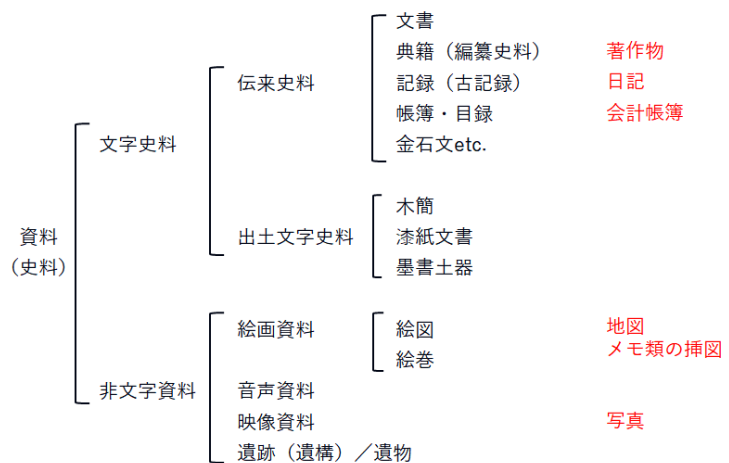 文書
典籍（編纂史料） 著作物
伝来史料 記録（古記録） 日記
帳簿・目録 会計帳簿
文字史料 金石文etc.
木簡
資料 出土文字史料 漆紙文書
（史料） 墨書土器
絵画資料 絵図 地図
メモ類の挿図
絵巻
非文字資料 音声資料
映像資料 写真
遺跡（遺構）／遺物